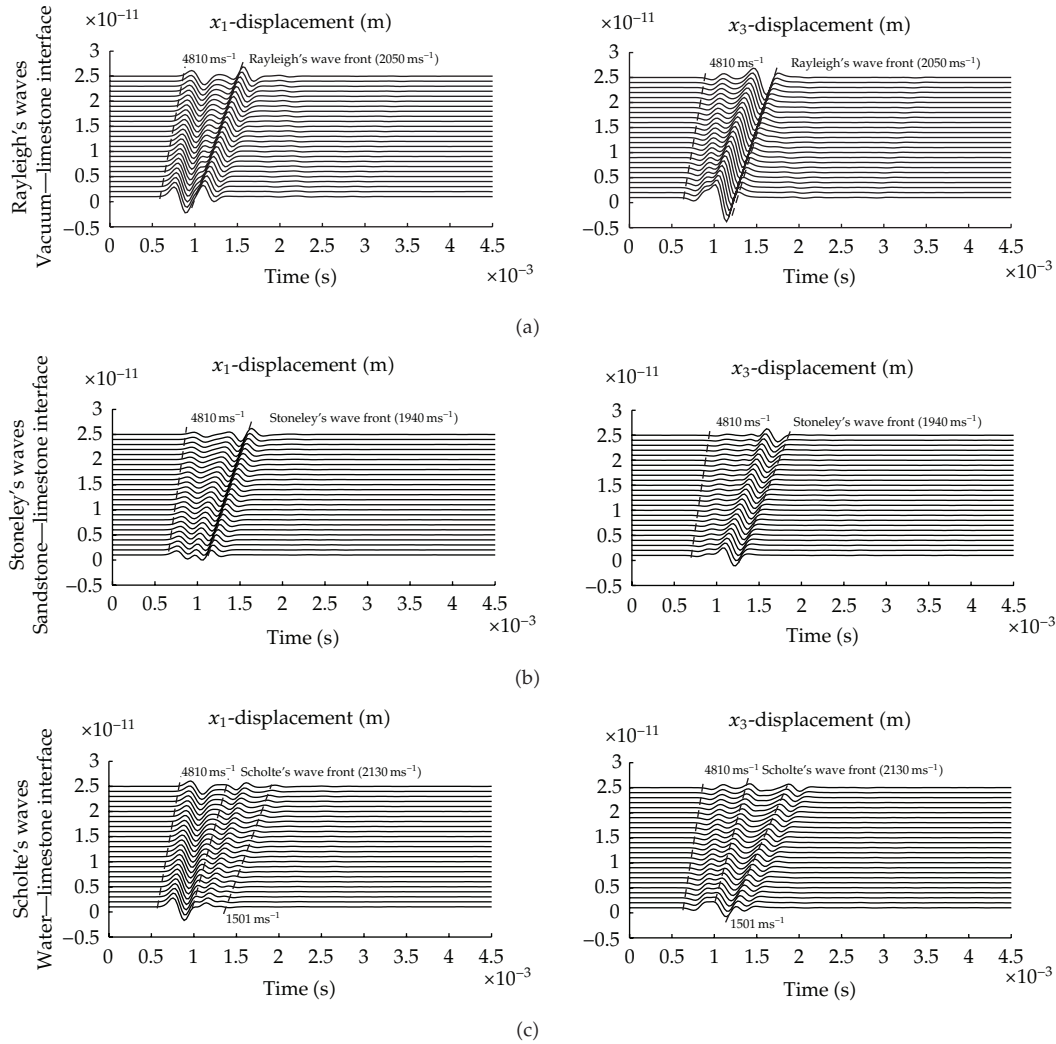 Rayleigh's waves
Vacuum—limestone interface
×10⁻¹¹
x₁-displacement (m)
4810 ms⁻¹
Rayleigh's wave front (2050 ms⁻¹)
3
2.5
2
1.5
1
0.5
0
−0.5
0 0.5 1 1.5 2 2.5 3 3.5 4 4.5
×10⁻³
Time (s)
×10⁻¹¹
x₃-displacement (m)
4810 ms⁻¹
Rayleigh's wave front (2050 ms⁻¹)
3
2.5
2
1.5
1
0.5
0
−0.5
0 0.5 1 1.5 2 2.5 3 3.5 4 4.5
×10⁻³
Time (s)
(a)
Stoneley's waves
Sandstone—limestone interface
×10⁻¹¹
x₁-displacement (m)
4810 ms⁻¹
Stoneley's wave front (1940 ms⁻¹)
3
2.5
2
1.5
1
0.5
0
−0.5
0 0.5 1 1.5 2 2.5 3 3.5 4 4.5
×10⁻³
Time (s)
×10⁻¹¹
x₃-displacement (m)
4810 ms⁻¹
Stoneley's wave front (1940 ms⁻¹)
3
2.5
2
1.5
1
0.5
0
−0.5
0 0.5 1 1.5 2 2.5 3 3.5 4 4.5
×10⁻³
Time (s)
(b)
Scholte's waves
Water—limestone interface
×10⁻¹¹
x₁-displacement (m)
4810 ms⁻¹ Scholte's wave front (2130 ms⁻¹)
3
2.5
2
1.5
1
0.5
0
−0.5
1501 ms⁻¹
0 0.5 1 1.5 2 2.5 3 3.5 4 4.5
×10⁻³
Time (s)
×10⁻¹¹
x₃-displacement (m)
4810 ms⁻¹ Scholte's wave front (2130 ms⁻¹)
3
2.5
2
1.5
1
0.5
0
−0.5
1501 ms⁻¹
0 0.5 1 1.5 2 2.5 3 3.5 4 4.5
×10⁻³
Time (s)
(c)